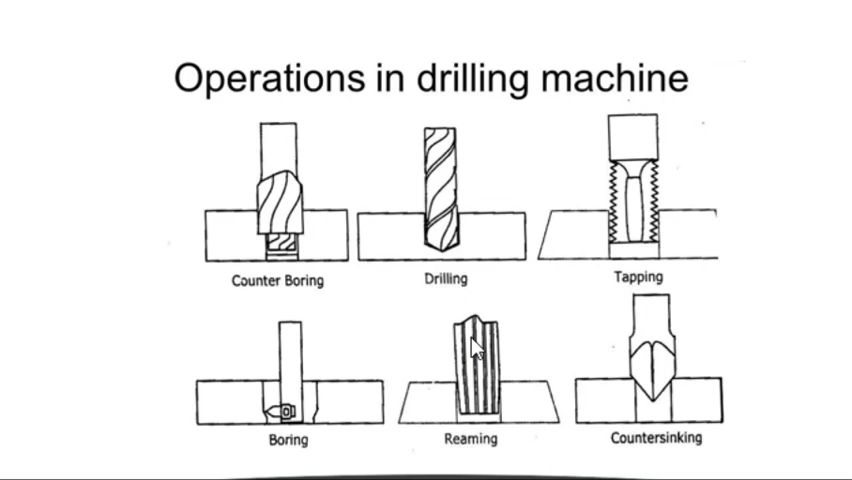 Operations in drilling machine
Counter Boring
Drilling
Tapping
Boring
Reaming
Countersinking